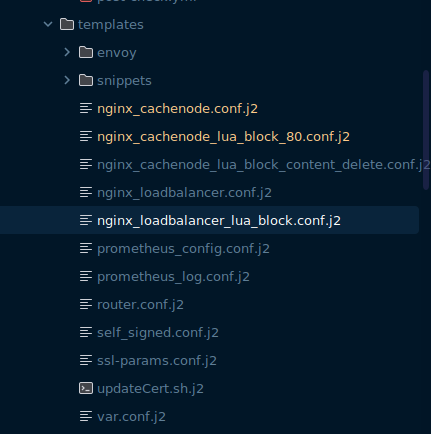 templates
envoy
snippets
nginx_cachenode.conf.j2
nginx_cachenode_lua_block_80.conf.j2
nginx_cachenode_lua_block_content_delete.conf.j2
nginx_loadbalancer.conf.j2
nginx_loadbalancer_lua_block.conf.j2
prometheus_config.conf.j2
prometheus_log.conf.j2
router.conf.j2
self_signed.conf.j2
ssl-params.conf.j2
updateCert.sh.j2
var.conf.j2